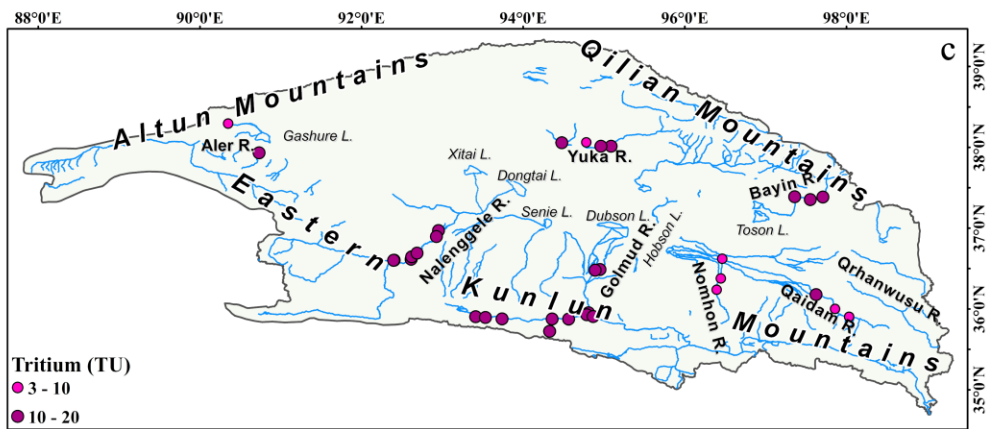 88°0'E 90°0'E 92°0'E 94°0'E 96°0'E 98°0'E
c
39°0'N
38°0'N
37°0'N
36°0'N
35°0'N
Altun Mountains
Qilian Mountains
Eastern Kunlun Mountains
Gashure L.
Aler R.
Yuka R.
Xitai L.
Dongtai L.
Bayin R.
Senie L.
Dubson L.
Hobson L.
Toson L.
Nalenggele R.
Golmud R.
Nomhon R.
Qaidam R.
Qrhanwusu R.
Tritium (TU)
3 - 10
10 - 20